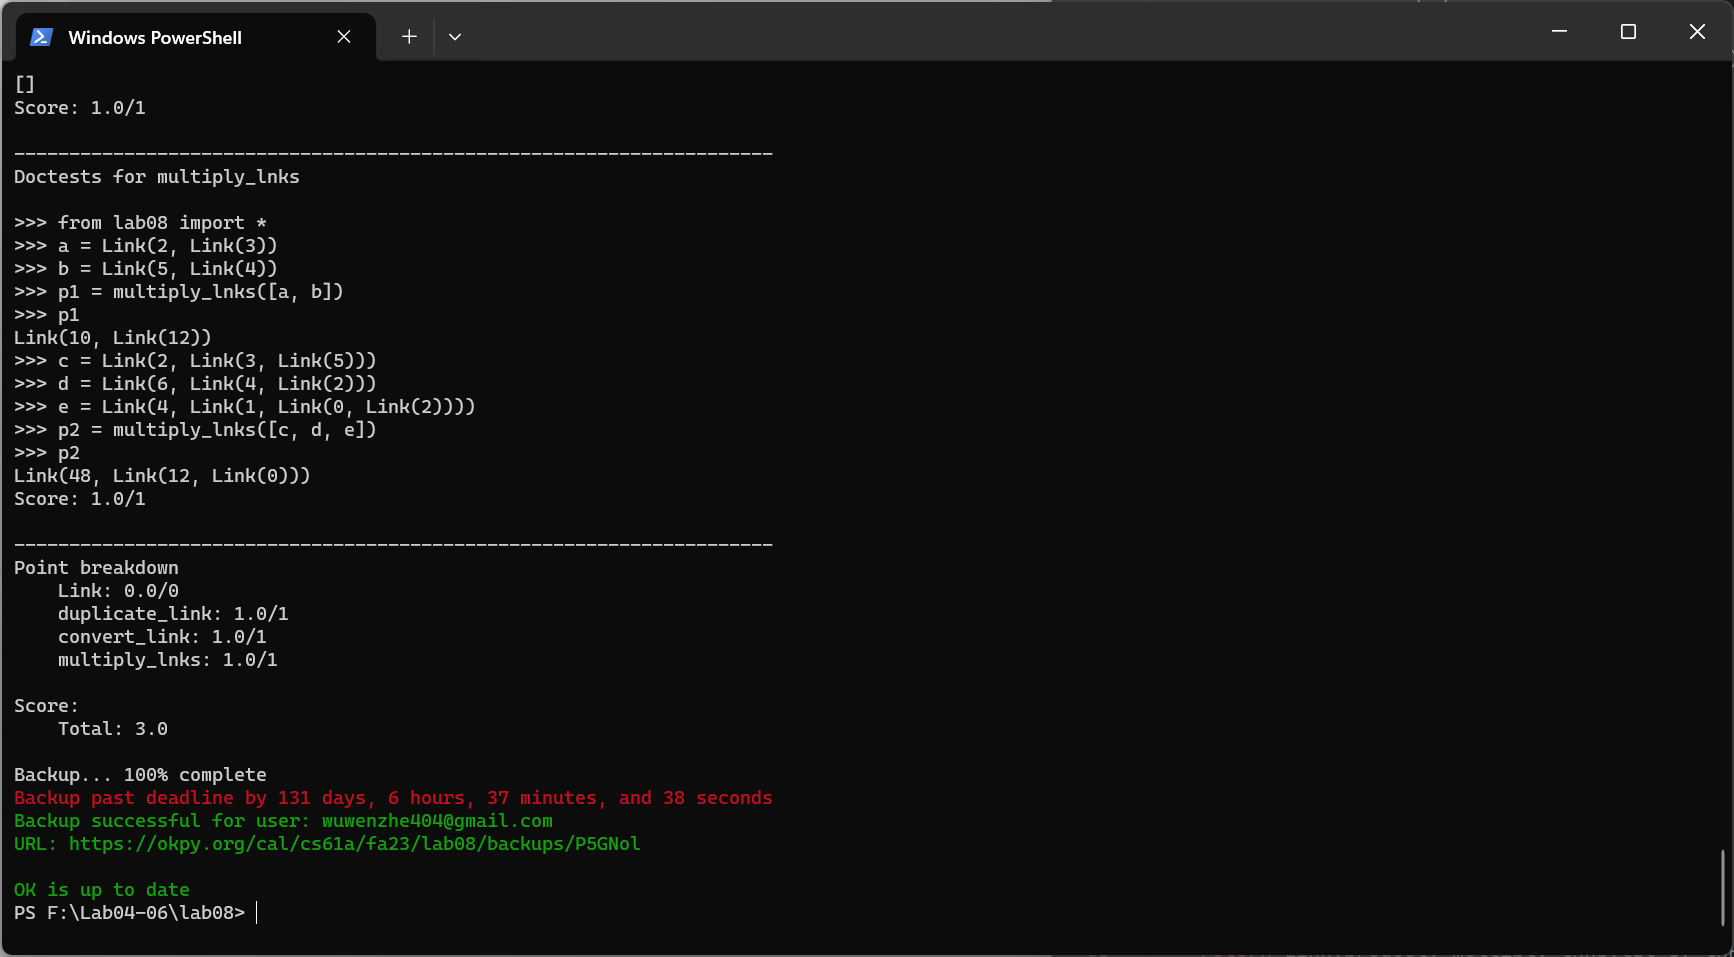 Windows PowerShell
[]
Score: 1.0/1
---------------------------------------------------------------------
Doctests for multiply_lnks
>>> from lab08 import *
>>> a = Link(2, Link(3))
>>> b = Link(5, Link(4))
>>> p1 = multiply_lnks([a, b])
>>> p1
Link(10, Link(12))
>>> c = Link(2, Link(3, Link(5)))
>>> d = Link(6, Link(4, Link(2)))
>>> e = Link(4, Link(1, Link(0, Link(2))))
>>> p2 = multiply_lnks([c, d, e])
>>> p2
Link(48, Link(12, Link(0)))
Score: 1.0/1
---------------------------------------------------------------------
Point breakdown
    Link: 0.0/0
    duplicate_link: 1.0/1
    convert_link: 1.0/1
    multiply_lnks: 1.0/1
Score:
    Total: 3.0
Backup... 100% complete
Backup past deadline by 131 days, 6 hours, 37 minutes, and 38 seconds
Backup successful for user: wuwenzhe404@gmail.com
URL: https://okpy.org/cal/cs61a/fa23/lab08/backups/P5GNol
OK is up to date
PS F:\Lab04-06\lab08>